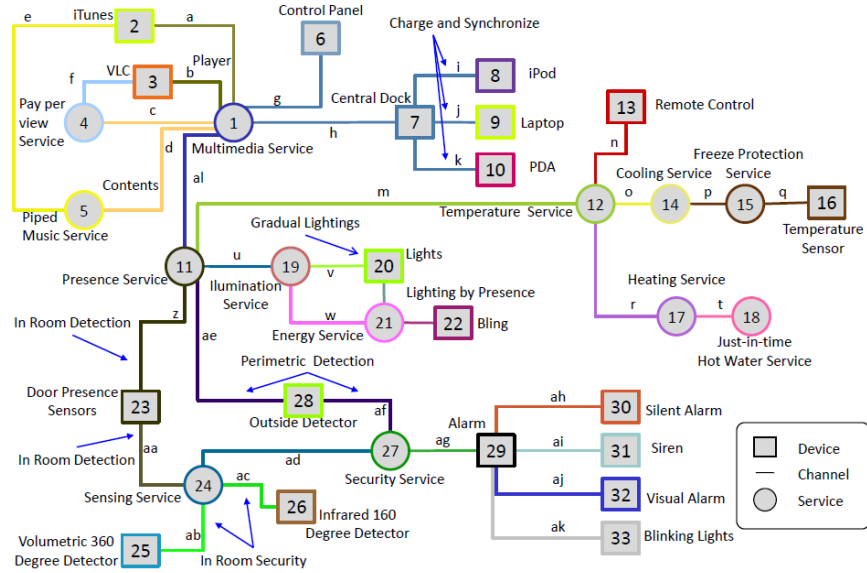 e
iTunes
2
a
Control Panel
6
Charge and Synchronize
Player
VLC
3
b
f
g
i
8
iPod
Central Dock
Pay per
view
Service
4
c
1
h
7
j
9
Laptop
13
Remote Control
Multimedia Service
d
k
10
PDA
n
Contents
al
m
Cooling Service
Freeze Protection
Service
5
Piped
Music Service
Temperature Service
12
o
14
p
15
q
16
Temperature
Sensor
Gradual Lightings
Presence Service
11
u
19
v
20
Lights
Ilumination
Service
Lighting by Presence
Heating Service
In Room Detection
z
w
21
22
Bling
Energy Service
r
17
t
18
Just-in-time
Hot Water Service
ae
Perimetric Detection
Door Presence
Sensors
23
28
Outside Detector
af
ah
30
Silent Alarm
Alarm
In Room Detection
aa
ad
27
ag
29
ai
31
Siren
Security Service
24
ac
Sensing Service
26
Infrared 160
Degree Detector
aj
32
Visual Alarm
Volumetric 360
Degree Detector
25
ab
In Room Security
ak
33
Blinking Lights
Device
Channel
Service